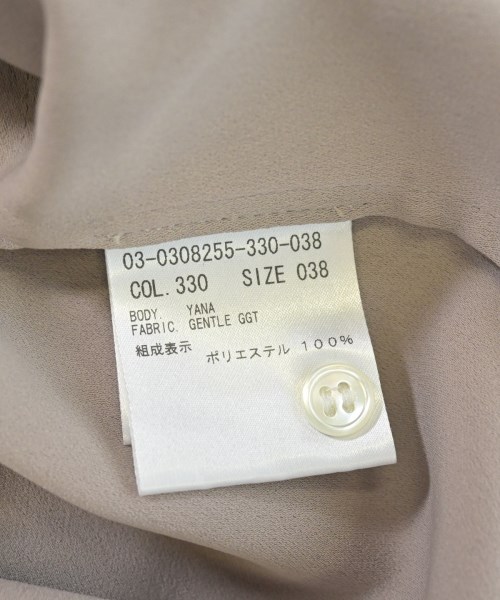 03-0308255-330-038
COL.330 SIZE 038
BODY. YANA
FABRIC. GENTLE GGT
組成表示 ポリエステル 100%